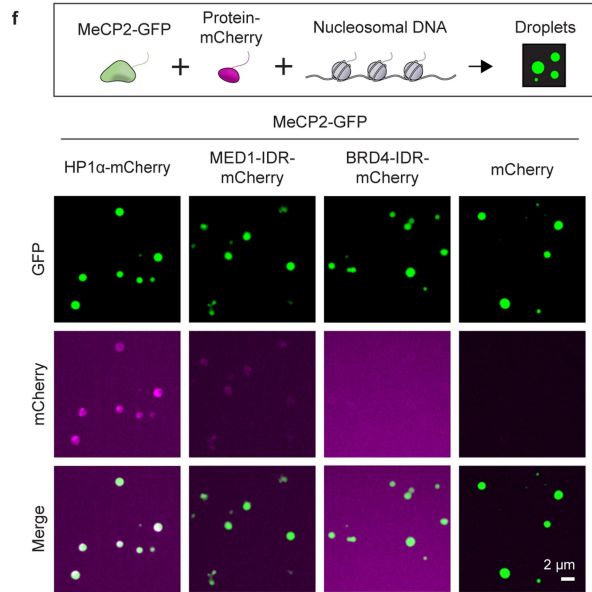 f
MeCP2-GFP
Protein-
mCherry
Nucleosomal DNA
Droplets
MeCP2-GFP
HP1α-mCherry
MED1-IDR-
mCherry
BRD4-IDR-
mCherry
mCherry
GFP
mCherry
Merge
2 µm